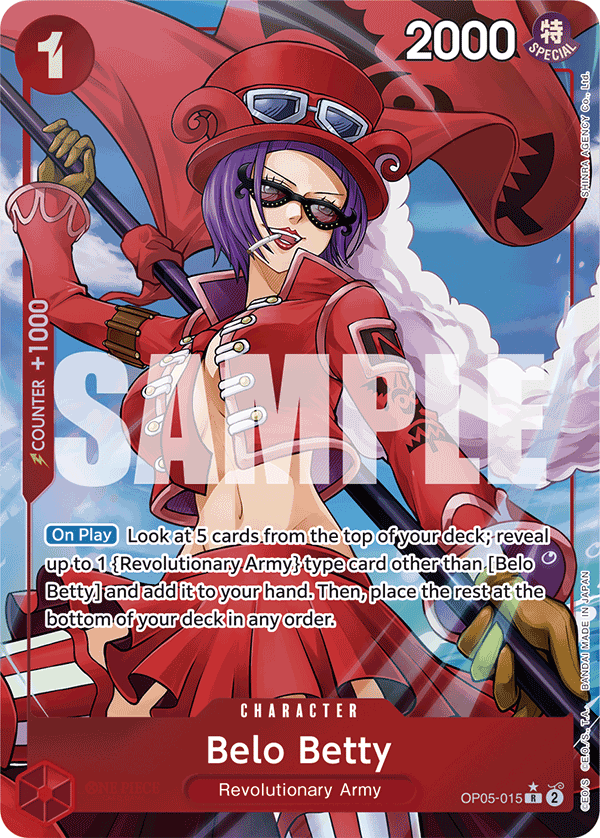 1
2000
特
SPECIAL
SHINRA AGENCY CO., Ltd.
COUNTER +1000
SAMPLE
On Play Look at 5 cards from the top of your deck; reveal
up to 1 {Revolutionary Army} type card other than [Belo
Betty] and add it to your hand. Then, place the rest at the
bottom of your deck in any order.
©E.O/S ©E.O./S., T.A. BANDAI MADE IN JAPAN
CHARACTER
Belo Betty
Revolutionary Army
OP05-015 R 2